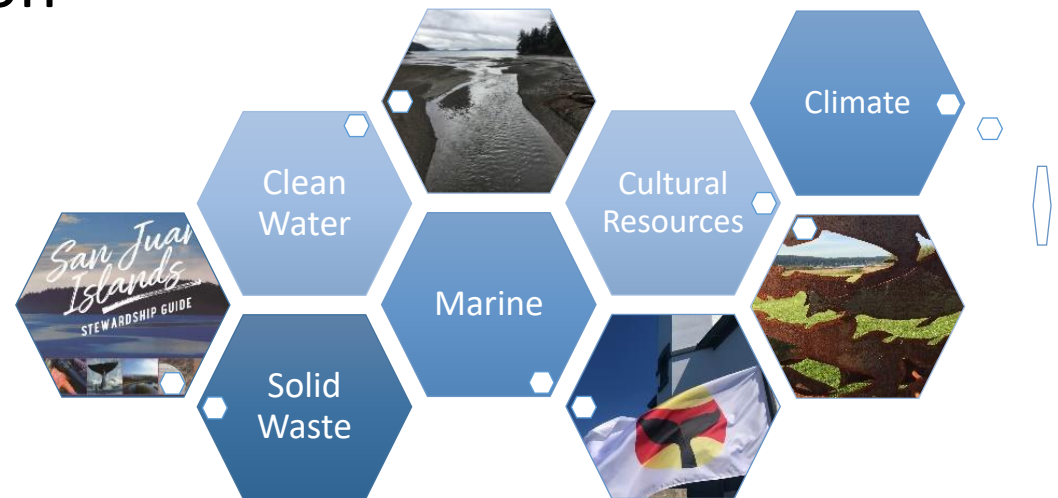 Climate
Clean
Water
Cultural
Resources
San Juan
Islands
STEWARDSHIP GUIDE
Marine
Solid
Waste